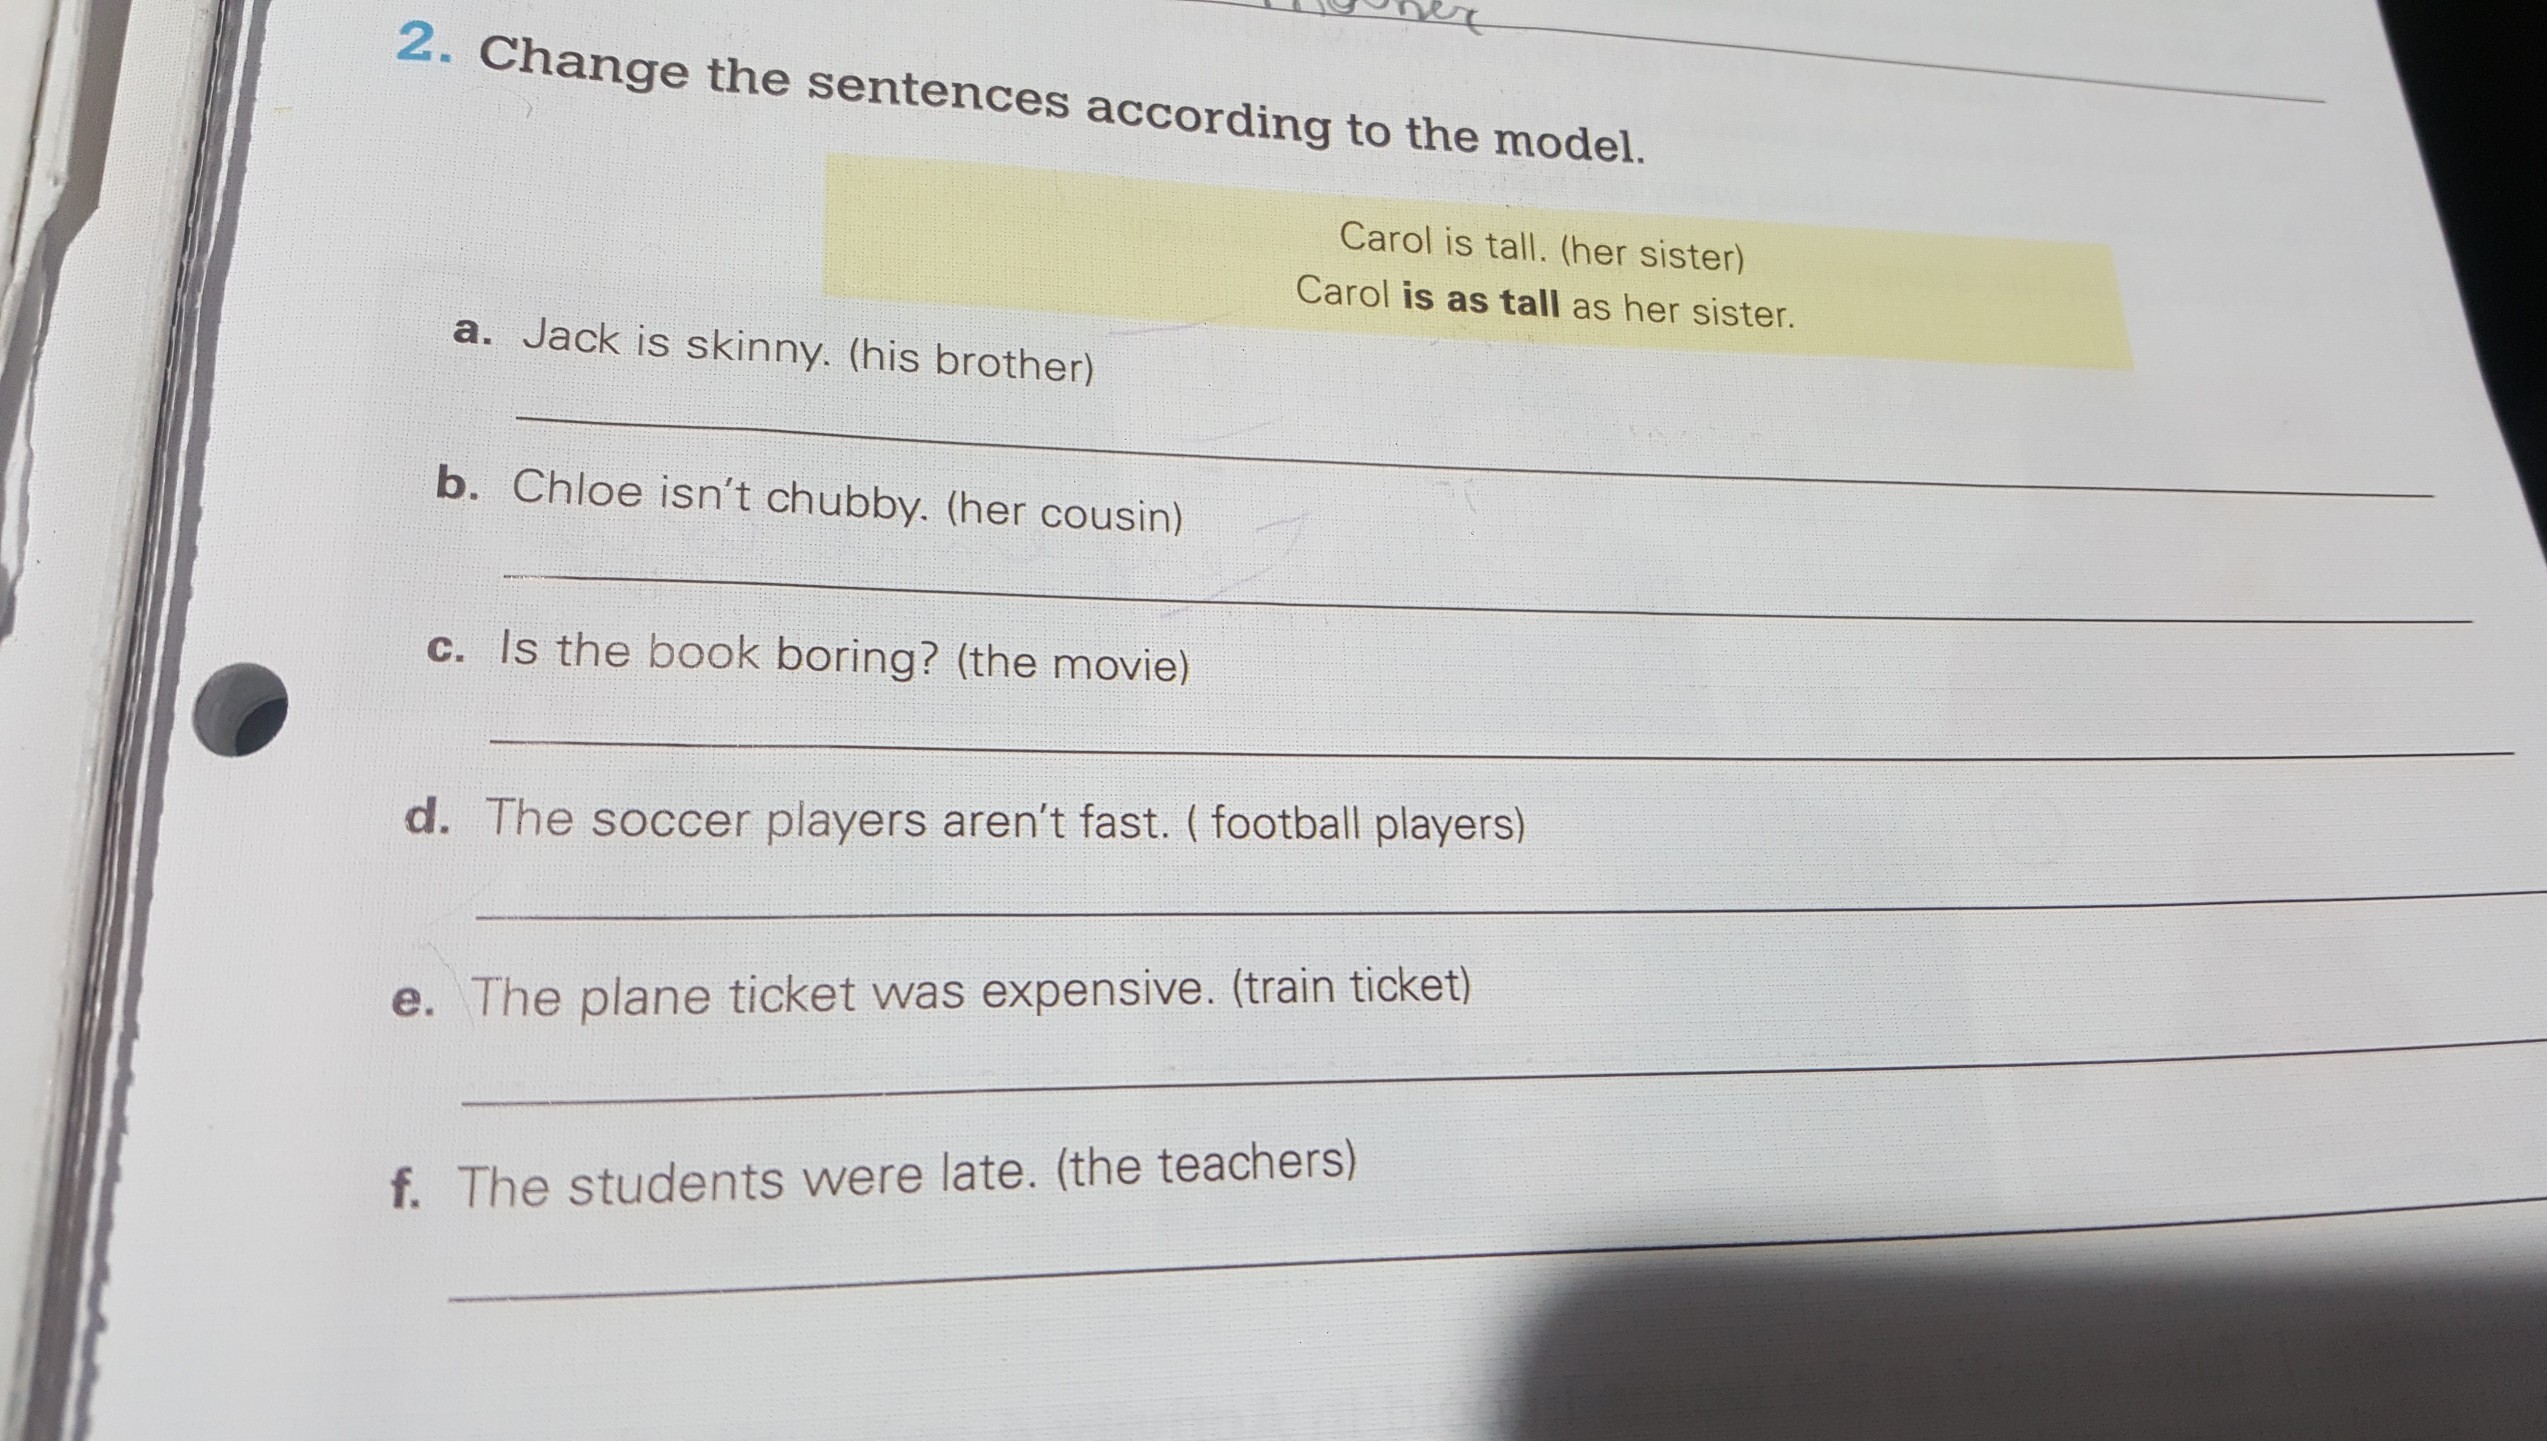 2. Change the sentences according to the model.
Carol is tall. (her sister)
Carol is as tall as her sister.
a. Jack is skinny. (his brother)
b. Chloe isn't chubby. (her cousin)
c. Is the book boring? (the movie)
d. The soccer players aren't fast. ( football players)
e. The plane ticket was expensive. (train ticket)
f. The students were late. (the teachers)